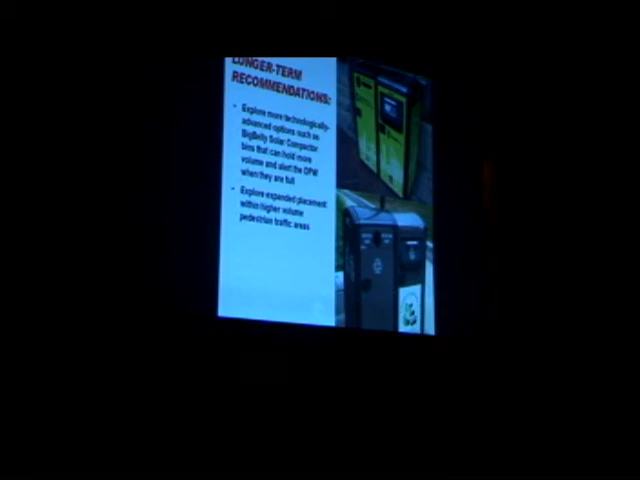 LONGER-TERM
RECOMMENDATIONS:
• Explore more technologically-
advanced options such as
BigBelly Solar Compactor
bins that can hold more
volume and alert the DPW
when they are full
• Explore expanded placement
within higher volume
pedestrian traffic areas